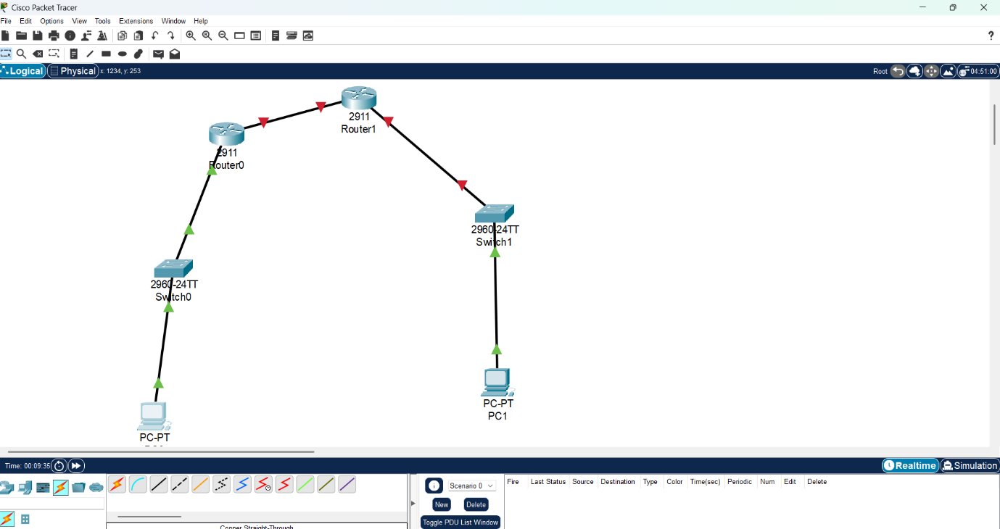 Cisco Packet Tracer
File Edit Options View Tools Extensions Window Help
?
Logical Physical x: 1234, y: 253 Root 04:51:00
2911
Router1
2911
Router0
2960-24TT
Switch1
2960-24TT
Switch0
PC-PT
PC1
PC-PT
Time: 00:09:35 Realtime Simulation
Scenario 0 Fire Last Status Source Destination Type Color Time(sec) Periodic Num Edit Delete
New Delete
Toggle PDU List Window
Copper Straight-Through